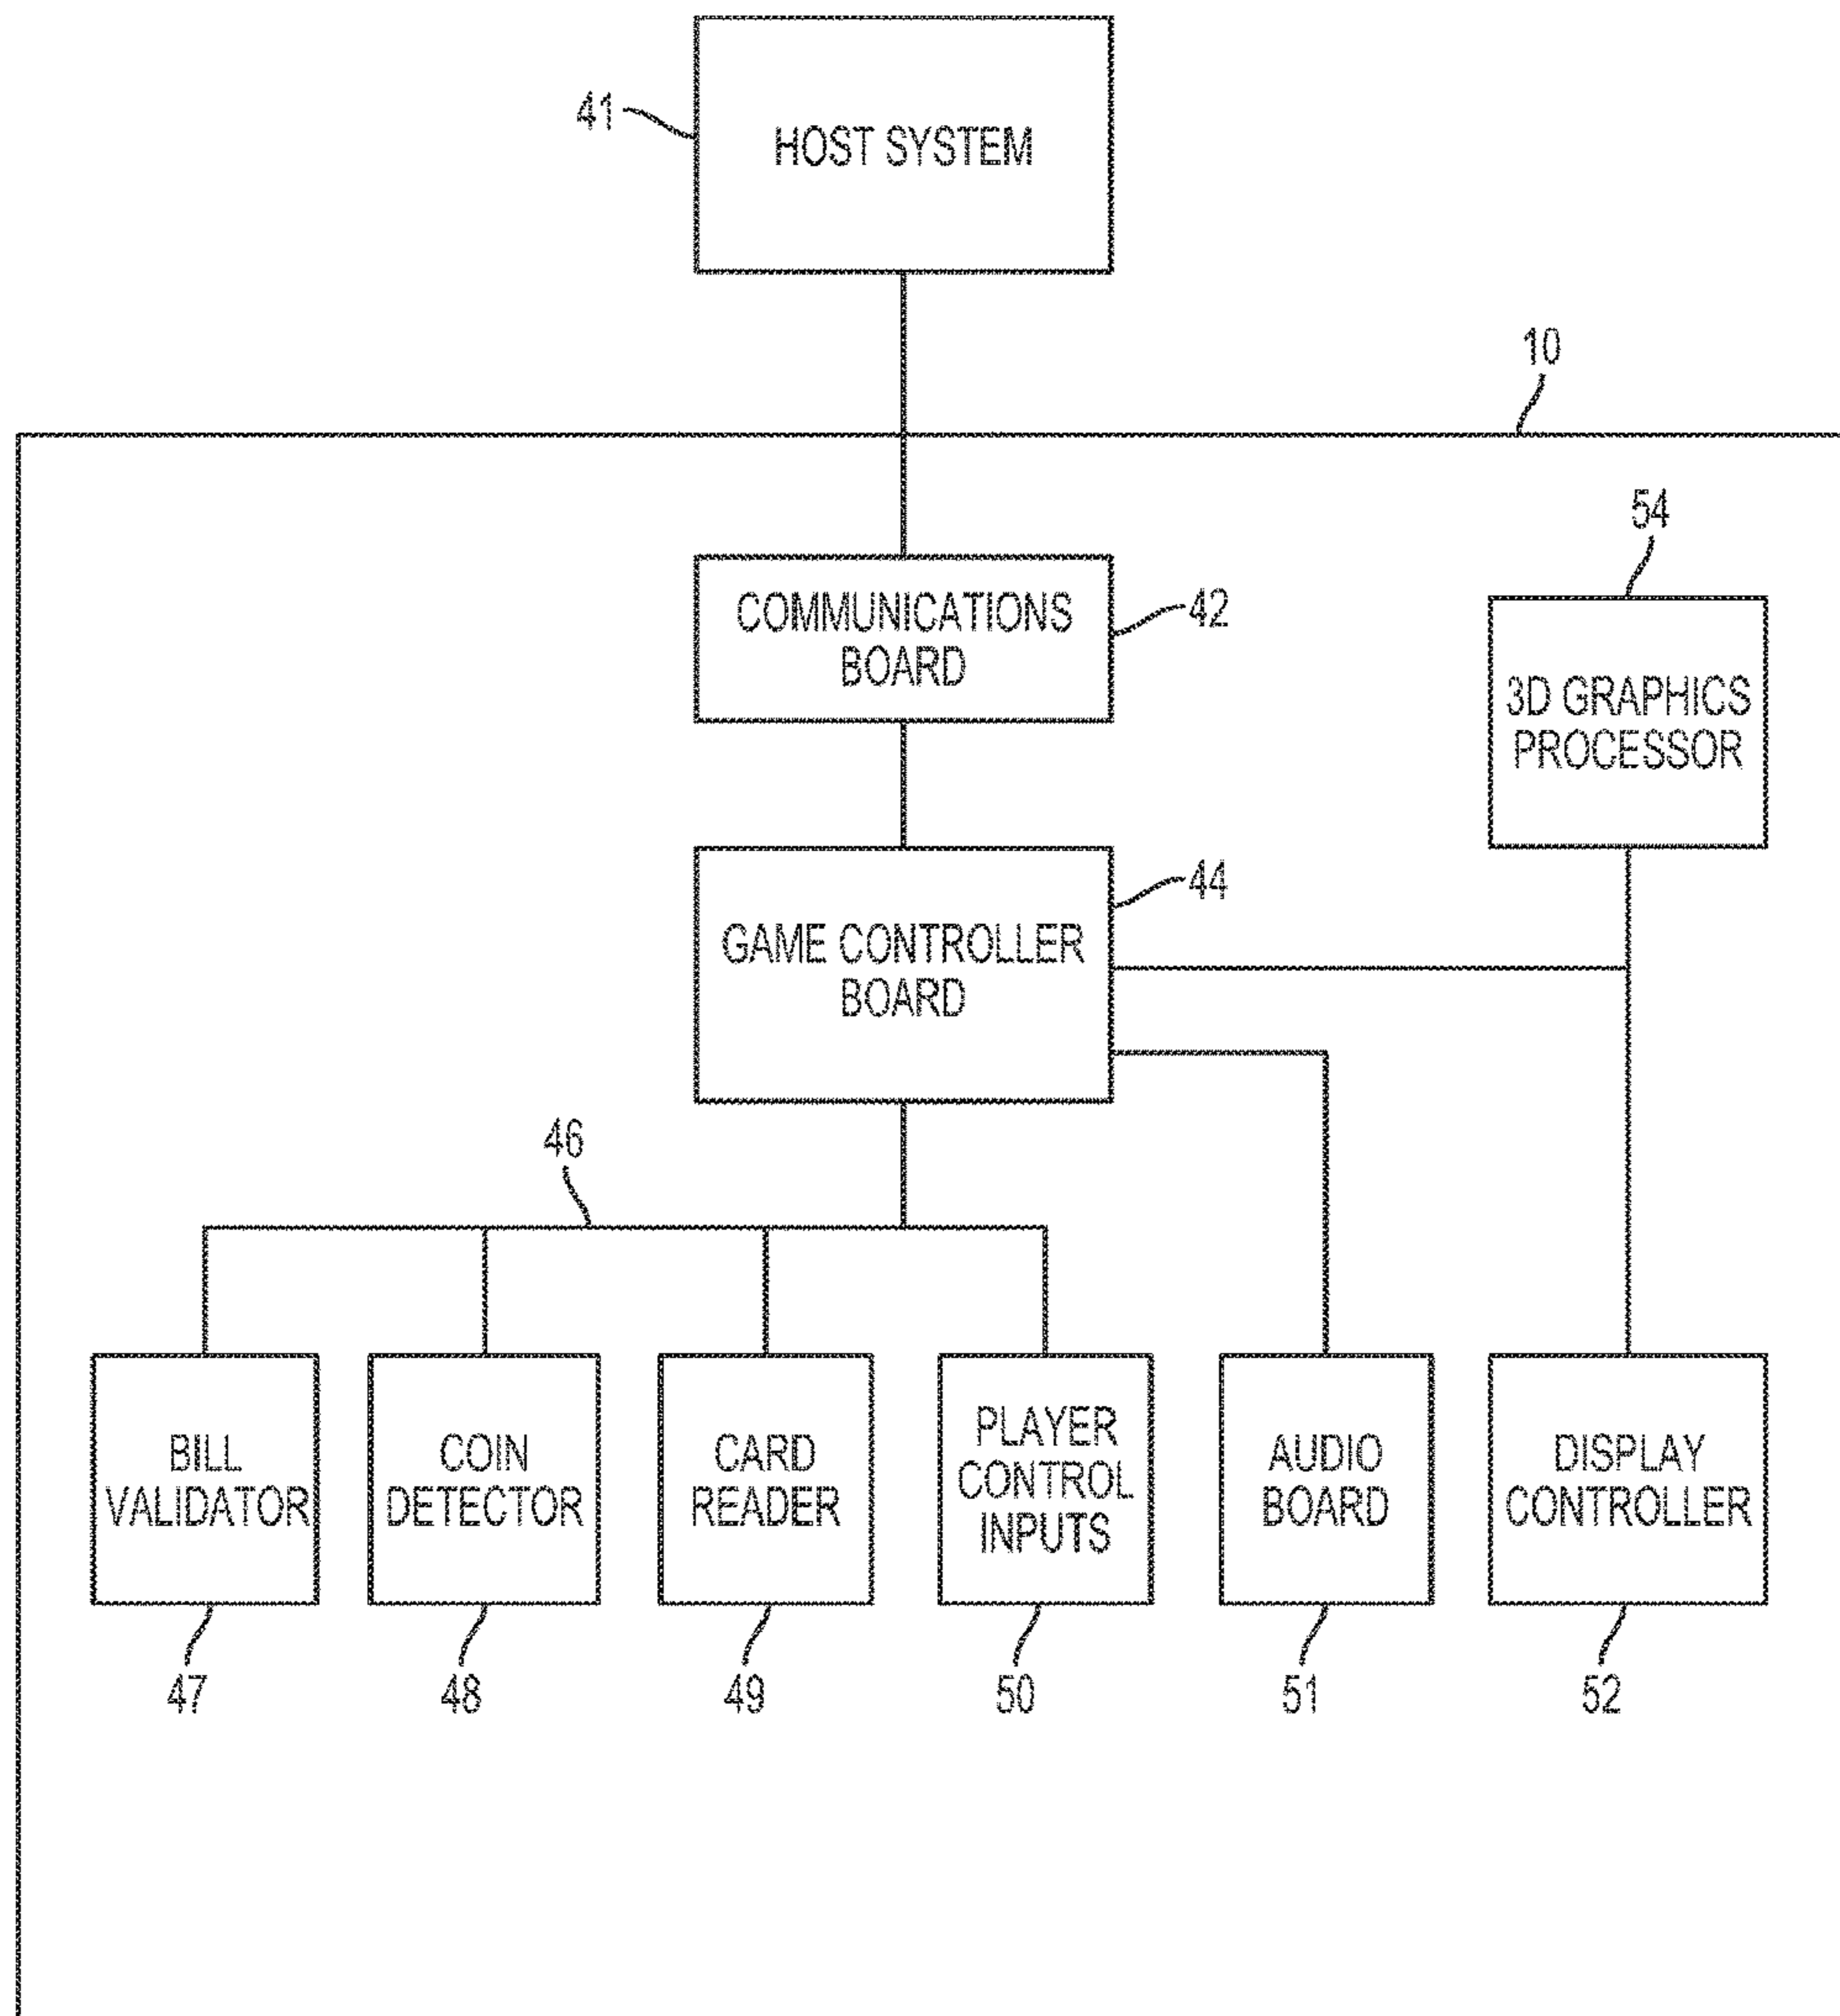 41
HOST SYSTEM
10
54
COMMUNICATIONS
BOARD
42
3D GRAPHICS
PROCESSOR
44
GAME CONTROLLER
BOARD
46
BILL
VALIDATOR
COIN
DETECTOR
CARD
READER
PLAYER
CONTROL
INPUTS
AUDIO
BOARD
DISPLAY
CONTROLLER
47
48
49
50
51
52